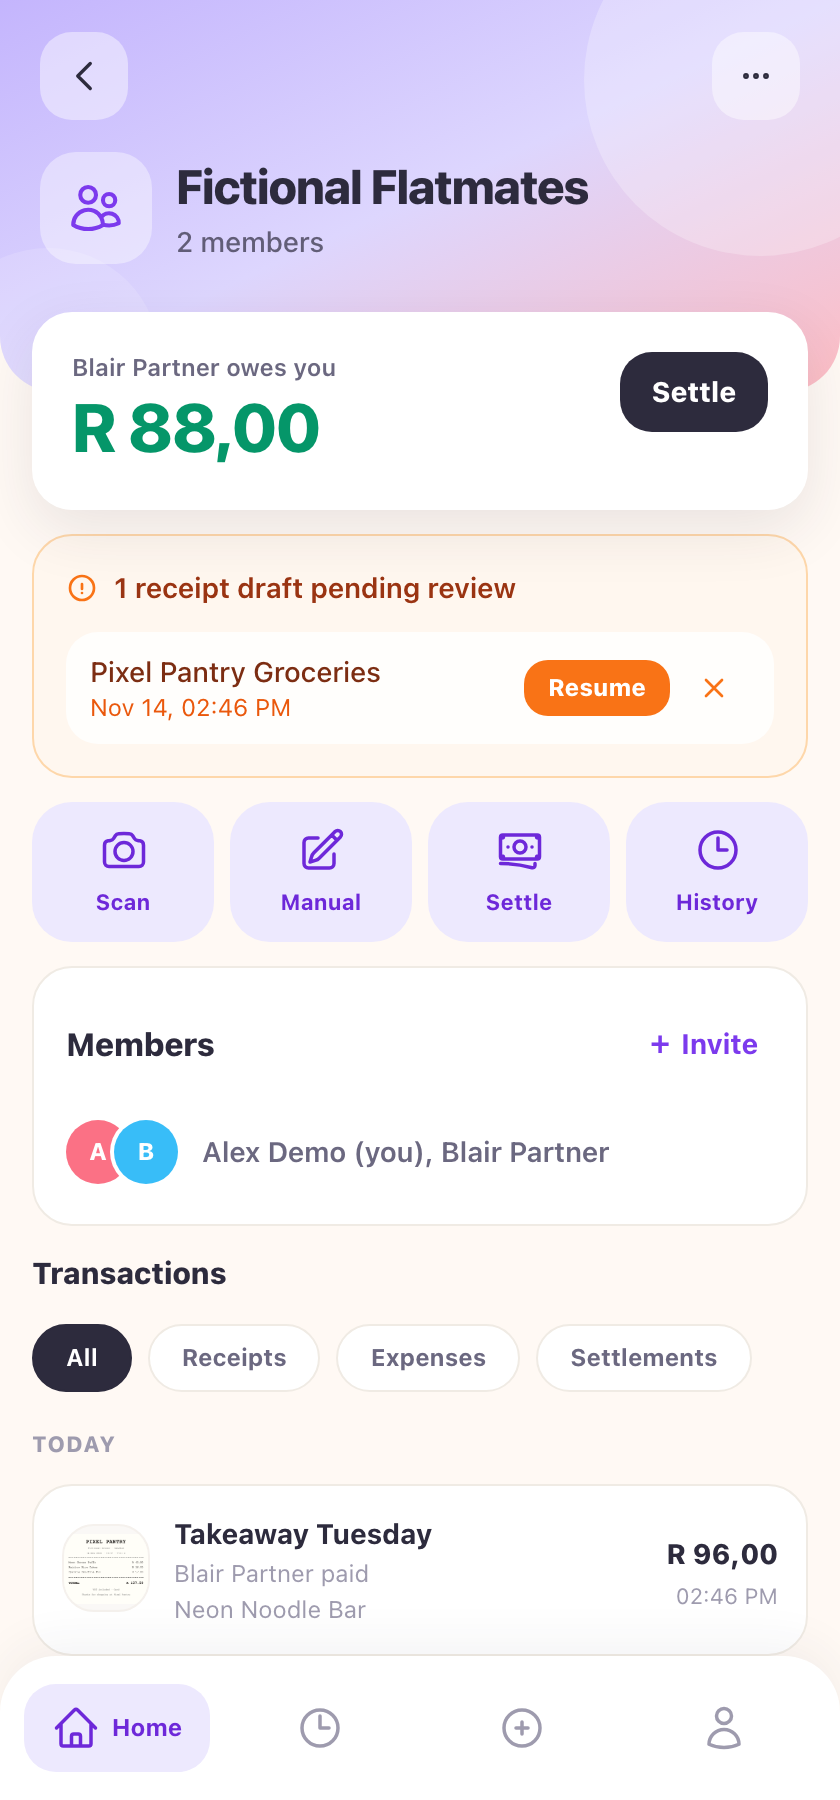 Fictional Flatmates
2 members
Blair Partner owes you
R 88,00
Settle
1 receipt draft pending review
Pixel Pantry Groceries
Nov 14, 02:46 PM
Resume
Scan
Manual
Settle
History
Members
+ Invite
A
B
Alex Demo (you), Blair Partner
Transactions
All
Receipts
Expenses
Settlements
TODAY
PIXEL PANTRY
Takeaway Tuesday
Blair Partner paid
Neon Noodle Bar
R 96,00
02:46 PM
Home